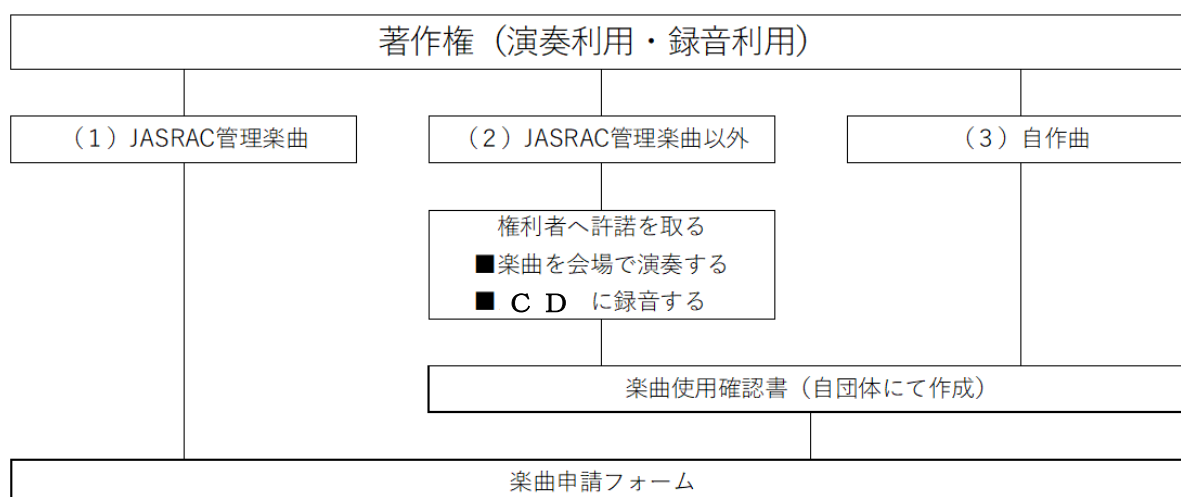 著作権（演奏利用・録音利用）
（１）JASRAC管理楽曲
（２）JASRAC管理楽曲以外
（３）自作曲
権利者へ許諾を取る
■楽曲を会場で演奏する
■ＣＤ に録音する
楽曲使用確認書（自団体にて作成）
楽曲申請フォーム